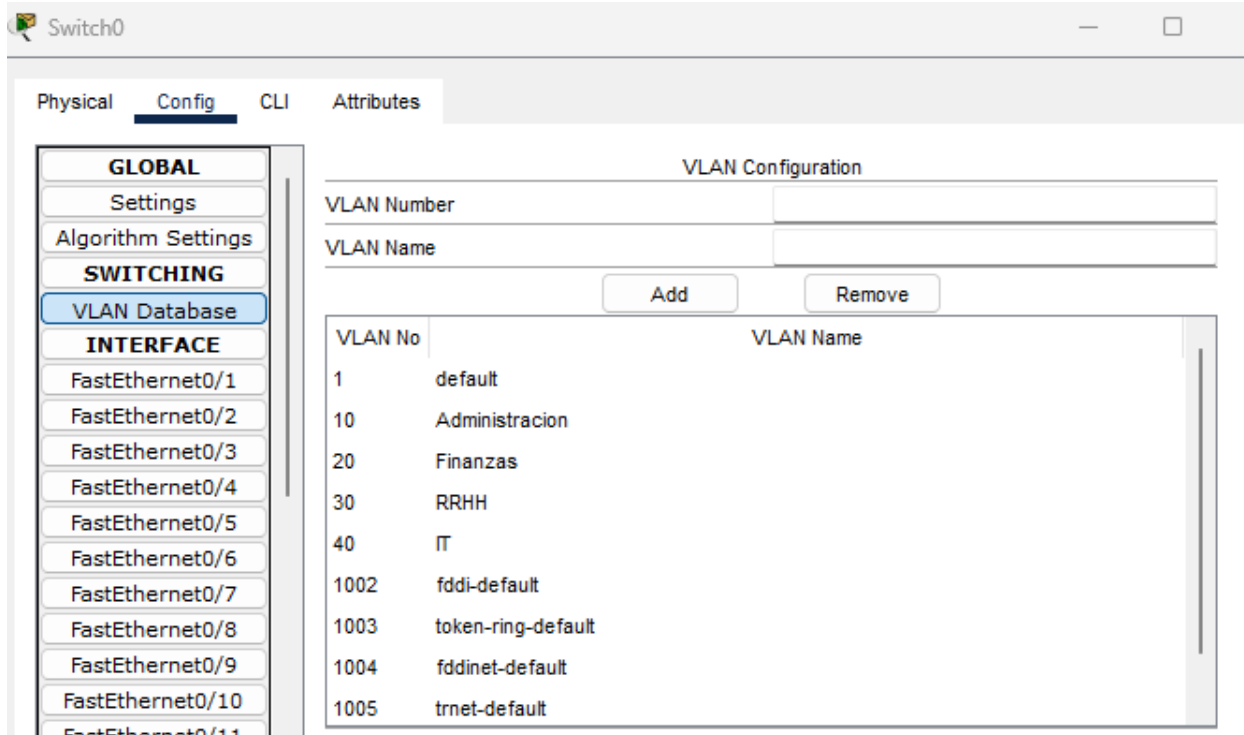 Switch0
Physical Config CLI Attributes
GLOBAL
Settings
Algorithm Settings
SWITCHING
VLAN Database
INTERFACE
FastEthernet0/1
FastEthernet0/2
FastEthernet0/3
FastEthernet0/4
FastEthernet0/5
FastEthernet0/6
FastEthernet0/7
FastEthernet0/8
FastEthernet0/9
FastEthernet0/10
FastEthernet0/11
VLAN Configuration
VLAN Number
VLAN Name
Add Remove
VLAN No VLAN Name
1 default
10 Administracion
20 Finanzas
30 RRHH
40 IT
1002 fddi-default
1003 token-ring-default
1004 fddinet-default
1005 trnet-default